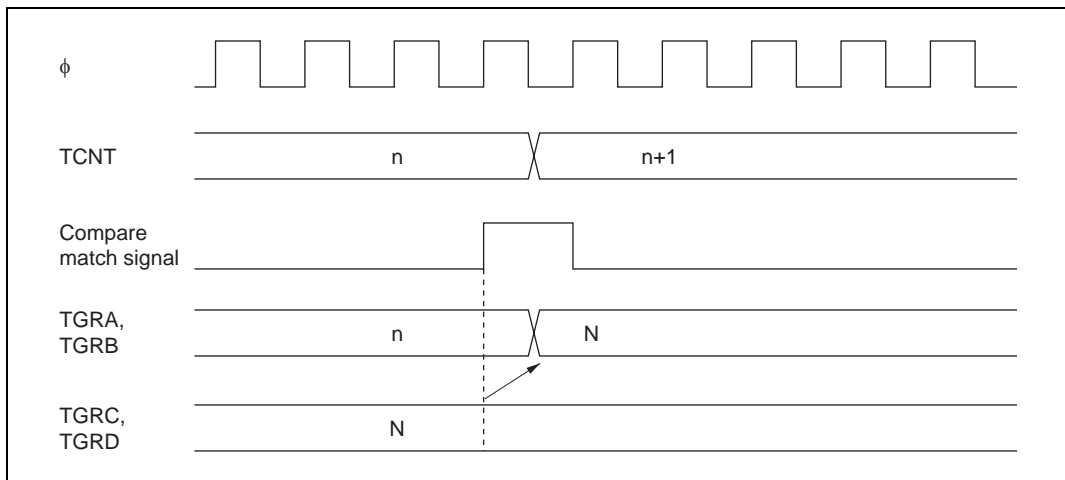 ϕ
TCNT
n
n+1
Compare
match signal
TGRA,
TGRB
n
N
TGRC,
TGRD
N